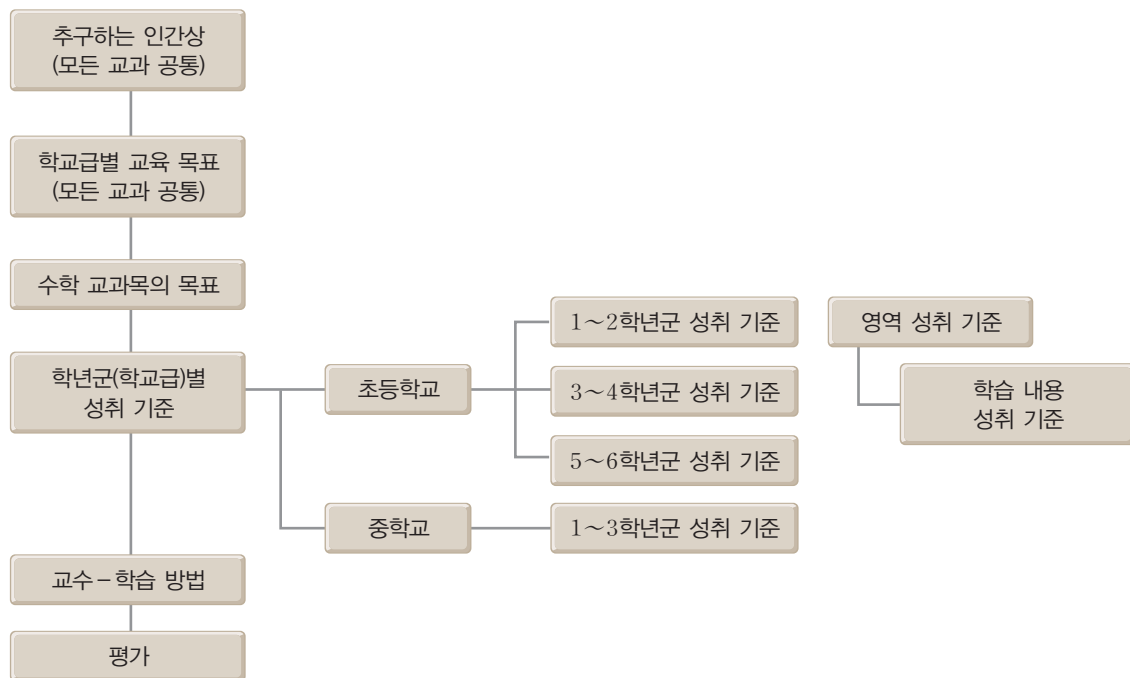 추구하는 인간상
(모든 교과 공통)
학교급별 교육 목표
(모든 교과 공통)
수학 교과목의 목표
학년군(학교급)별
성취 기준
초등학교
1~2학년군 성취 기준
3~4학년군 성취 기준
5~6학년군 성취 기준
중학교
1~3학년군 성취 기준
영역 성취 기준
학습 내용
성취 기준
교수-학습 방법
평가